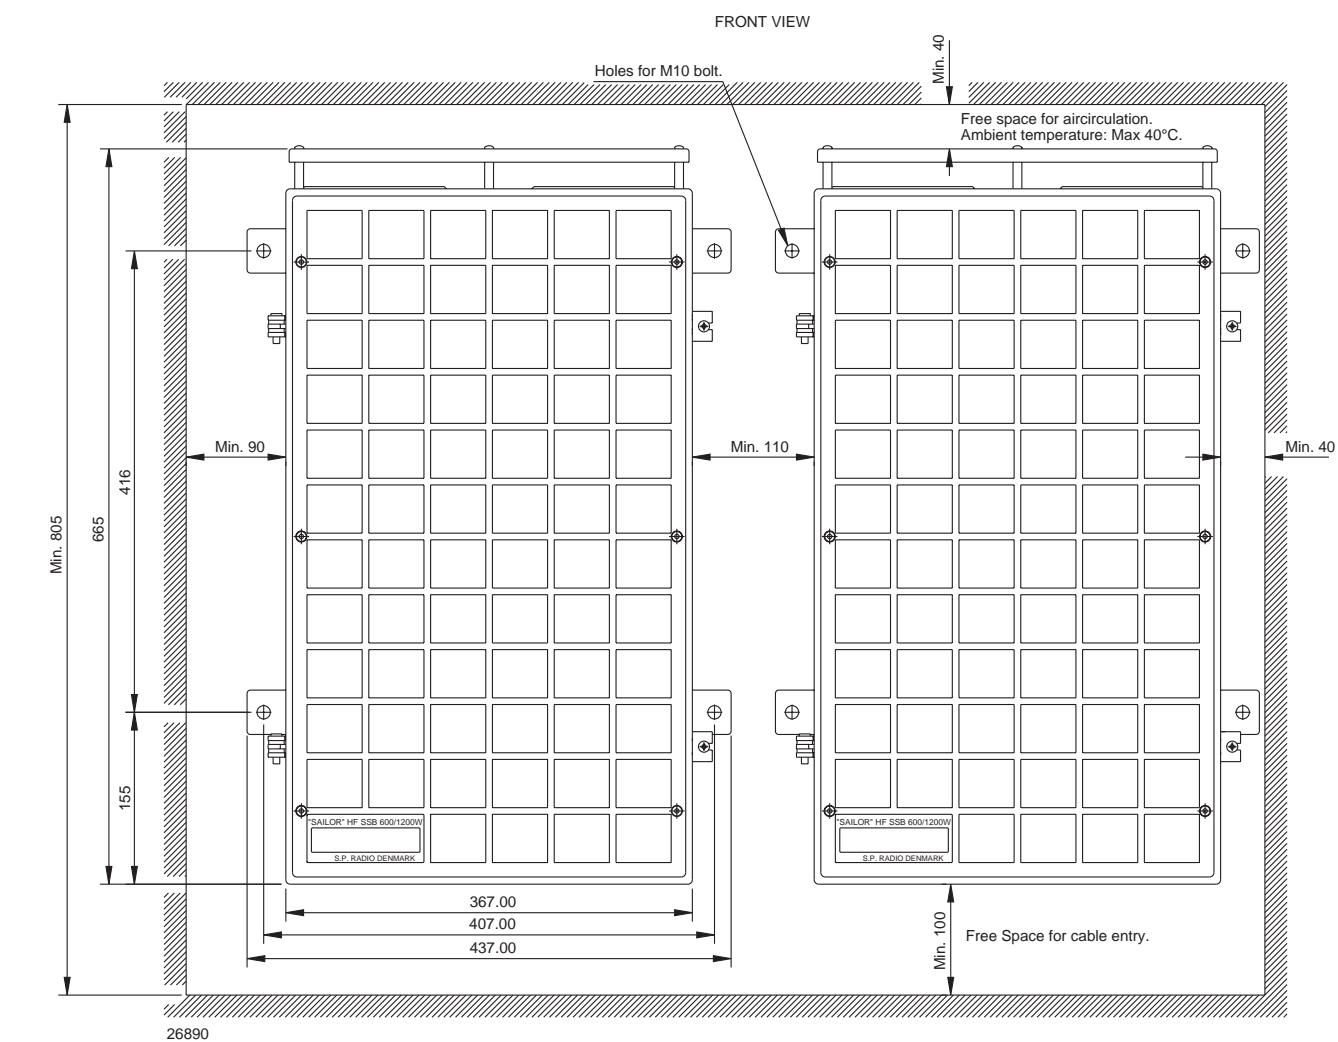 FRONT VIEW
Min. 40
Holes for M10 bolt.
Free space for aircirculation.
Ambient temperature: Max 40°C.
Min. 90
Min. 110
Min. 40
416
665
Min. 805
155
"SAILOR" HF SSB 600/1200W
S.P. RADIO DENMARK
"SAILOR" HF SSB 600/1200W
S.P. RADIO DENMARK
367.00
407.00
437.00
Min. 100
Free Space for cable entry.
26890